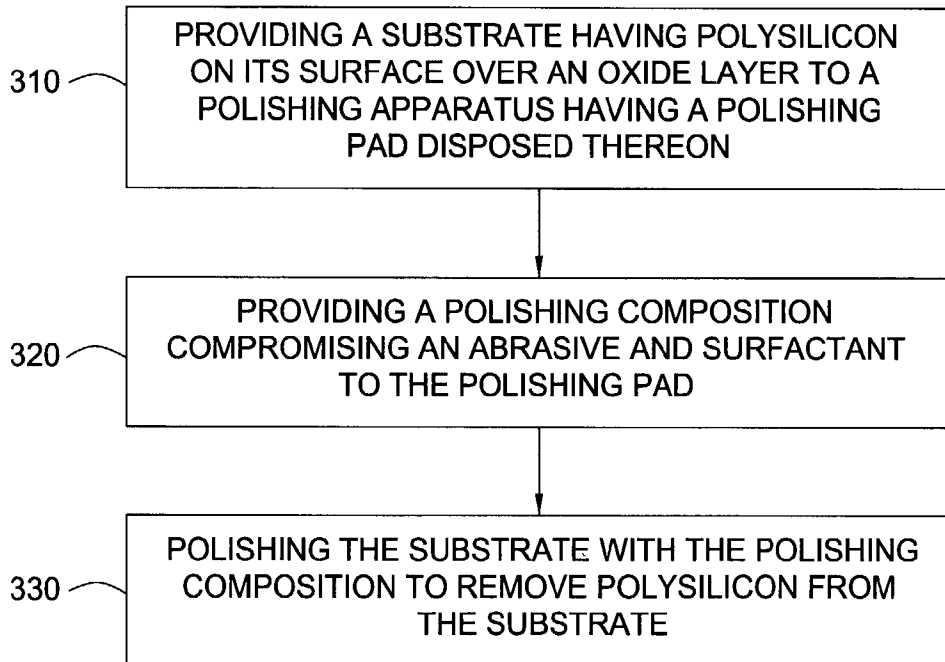 310
PROVIDING A SUBSTRATE HAVING POLYSILICON
ON ITS SURFACE OVER AN OXIDE LAYER TO A
POLISHING APPARATUS HAVING A POLISHING
PAD DISPOSED THEREON
320
PROVIDING A POLISHING COMPOSITION
COMPROMISING AN ABRASIVE AND SURFACTANT
TO THE POLISHING PAD
330
POLISHING THE SUBSTRATE WITH THE POLISHING
COMPOSITION TO REMOVE POLYSILICON FROM
THE SUBSTRATE